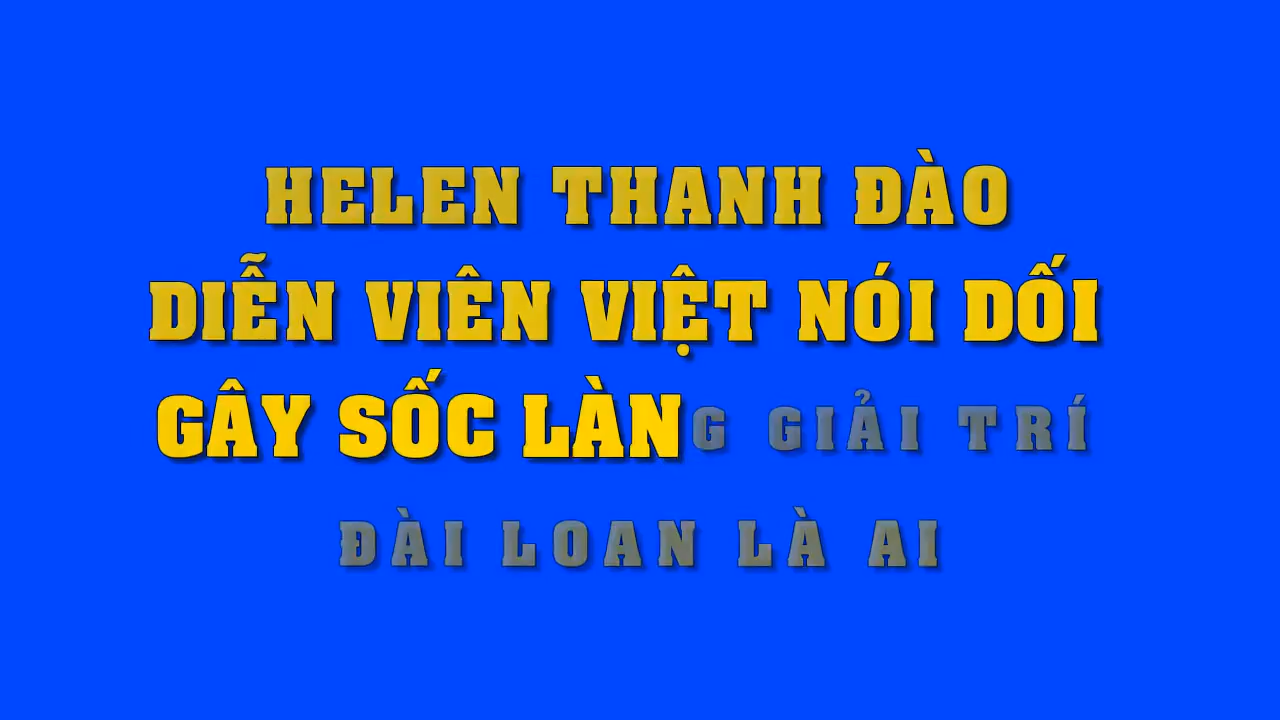 HELEN THANH ĐÀO
DIỄN VIÊN VIỆT NÓI DỐI
GÂY SỐC LÀNG GIẢI TRÍ
ĐÀI LOAN LÀ AI